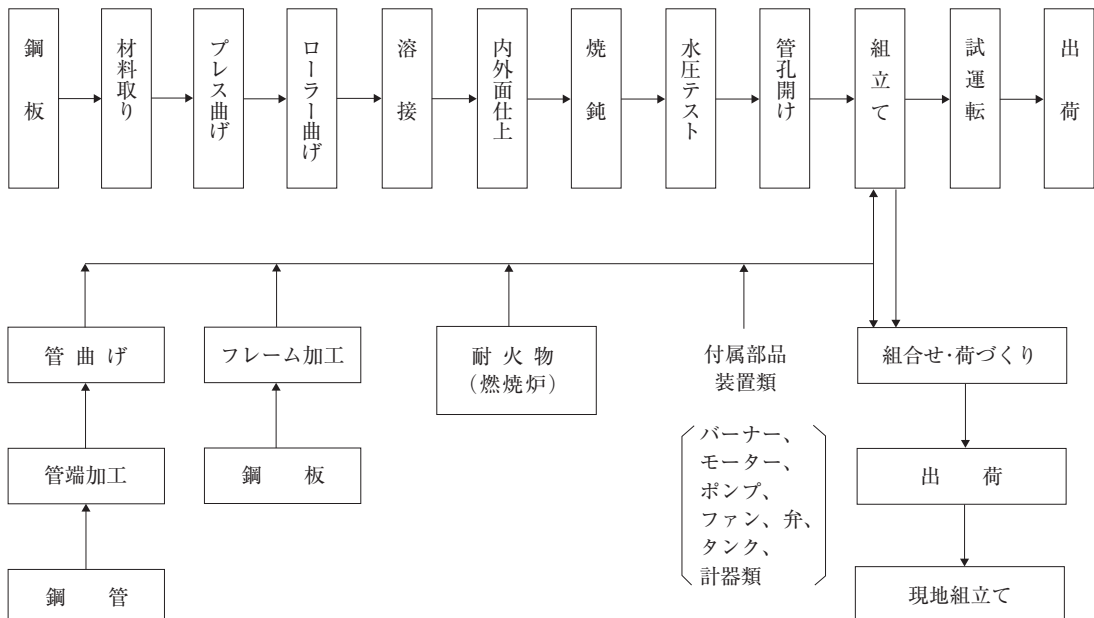 鋼板
材料取り
プレス曲げ
ローラー曲げ
溶接
内外面仕上
焼鈍
水圧テスト
管孔開け
組立て
試運転
出荷
管曲げ
フレーム加工
耐火物
(燃焼炉)
付属部品
装置類
組合せ・荷づくり
バーナー、
モーター、
ポンプ、
ファン、弁、
タンク、
計器類
管端加工
鋼板
出荷
鋼管
現地組立て